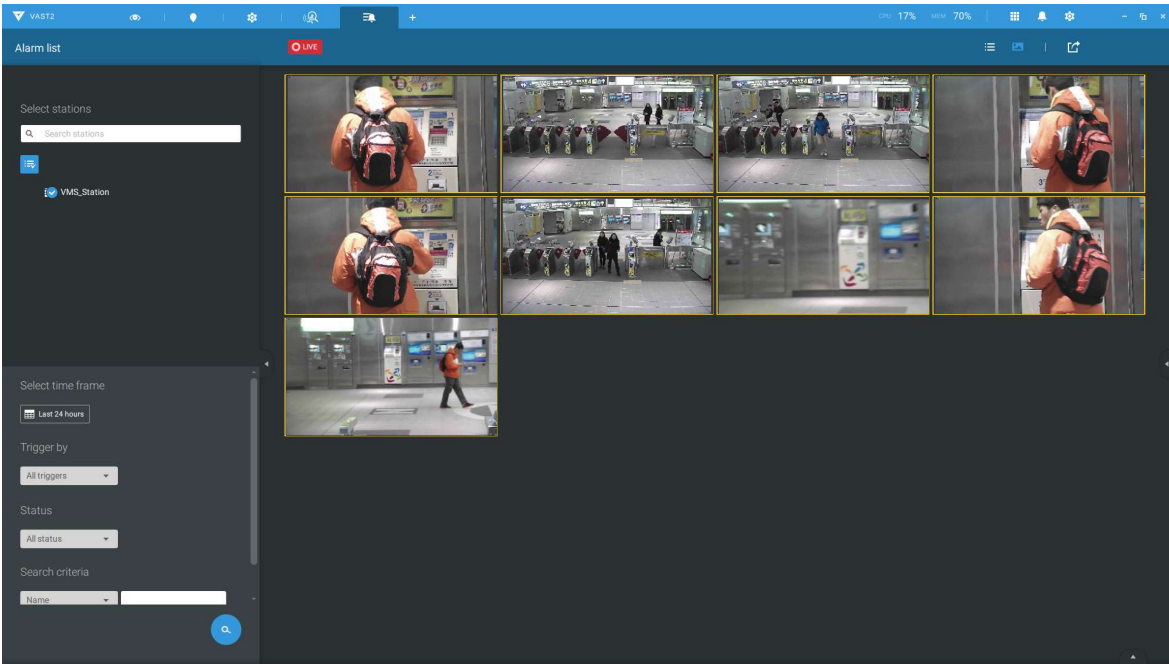 VAST2
CPU: 17% MEM: 70%
Alarm list
LIVE
Select stations
Search stations
VMS_Station
Select time frame
Last 24 hours
Trigger by
All triggers
Status
All status
Search criteria
Name